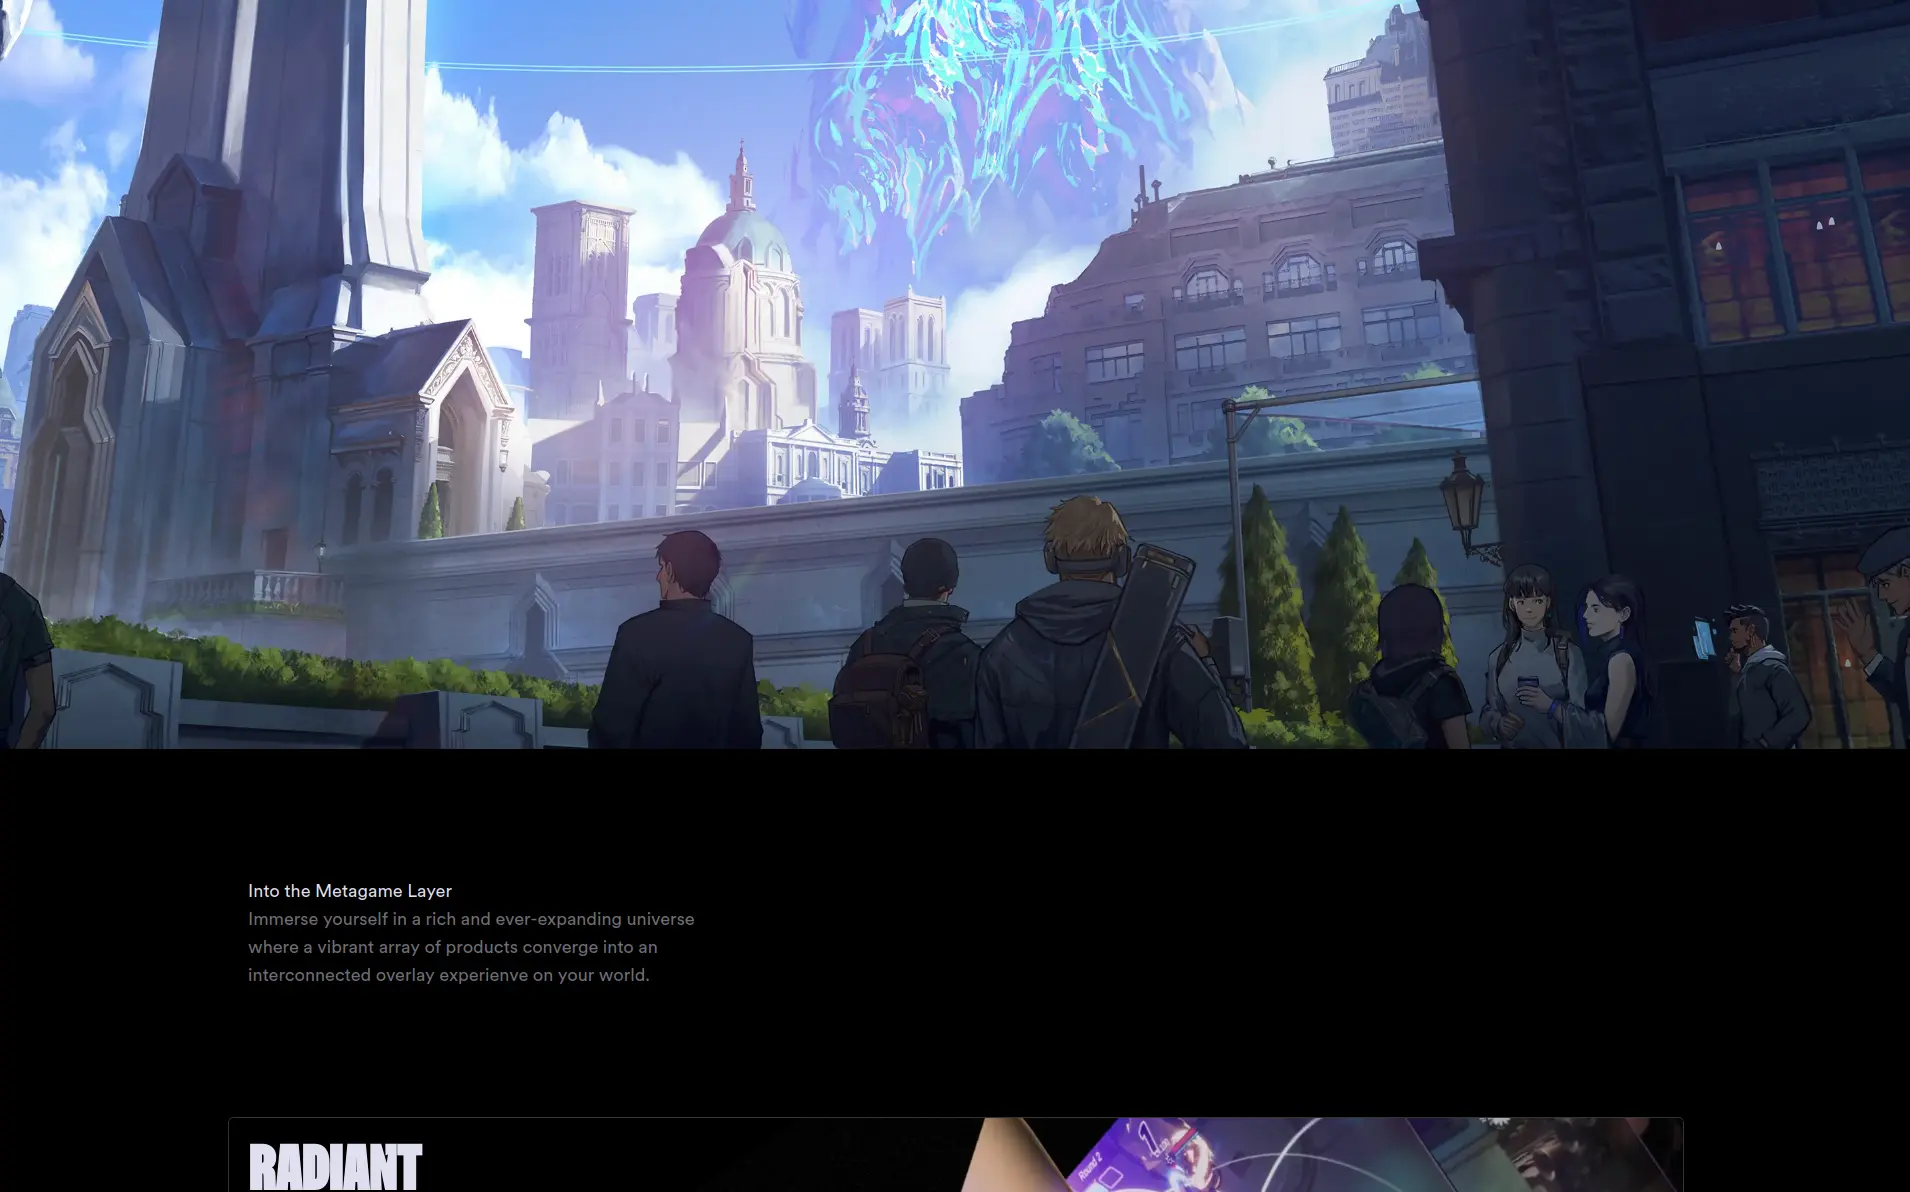 Into the Metagame Layer
Immerse yourself in a rich and ever-expanding universe
where a vibrant array of products converge into an
interconnected overlay experienve on your world.
RADIANT
Round 2
1